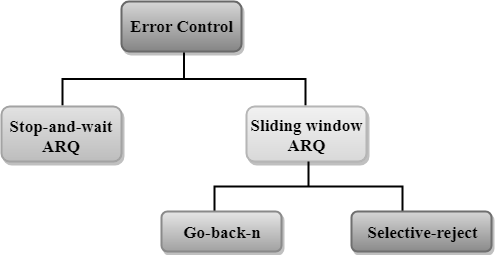 Error Control
Stop-and-wait
ARQ
Sliding window
ARQ
Go-back-n
Selective-reject